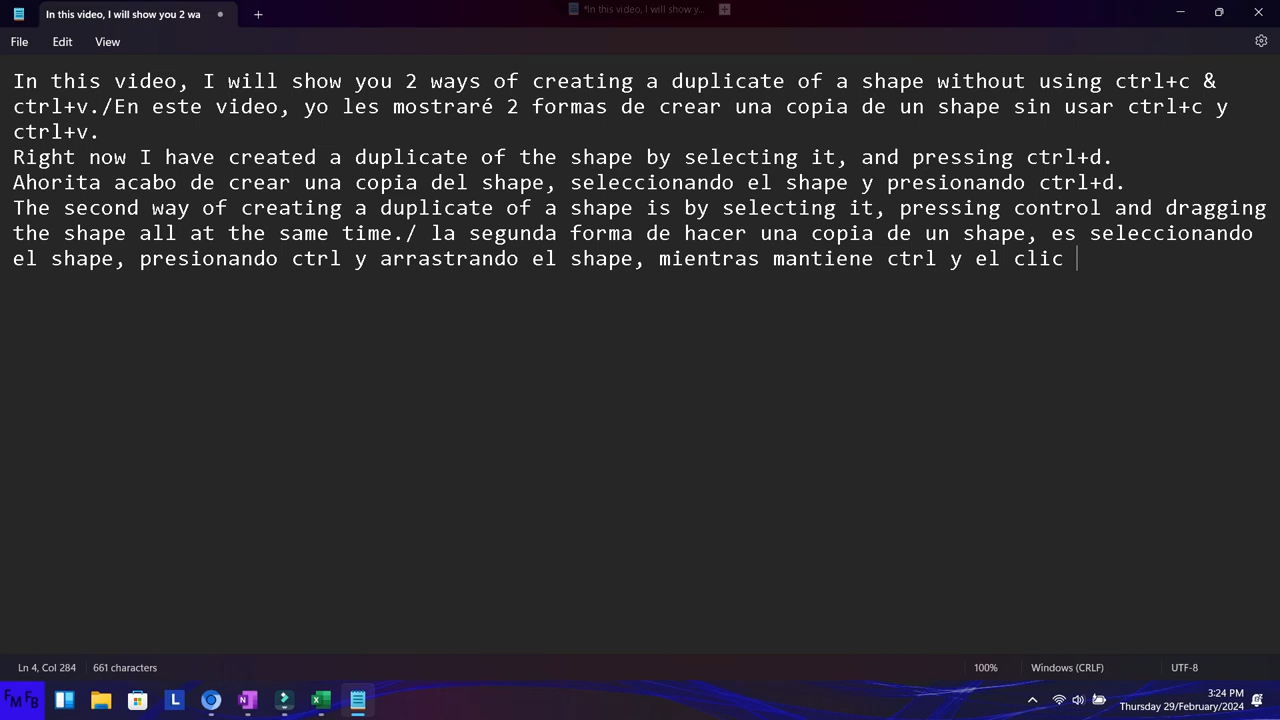 In this video, I will show you 2 wa
*In this video, I will show y...
File Edit View
In this video, I will show you 2 ways of creating a duplicate of a shape without using ctrl+c &
ctrl+v./En este video, yo les mostraré 2 formas de crear una copia de un shape sin usar ctrl+c y
ctrl+v.
Right now I have created a duplicate of the shape by selecting it, and pressing ctrl+d.
Ahorita acabo de crear una copia del shape, seleccionando el shape y presionando ctrl+d.
The second way of creating a duplicate of a shape is by selecting it, pressing control and dragging
the shape all at the same time./ la segunda forma de hacer una copia de un shape, es seleccionando
el shape, presionando ctrl y arrastrando el shape, mientras mantiene ctrl y el clic
Ln 4, Col 284 661 characters 100% Windows (CRLF) UTF-8
FM FB L N X 3:24 PM
Thursday 29/February/2024